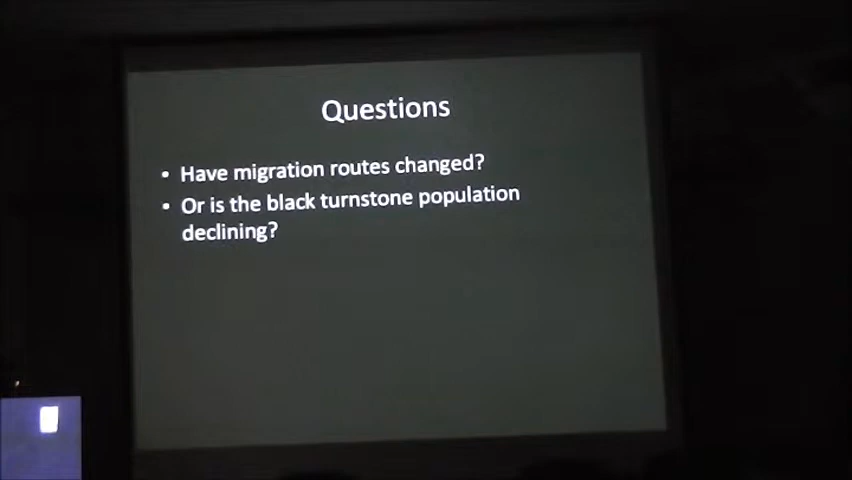 Questions
• Have migration routes changed?
• Or is the black turnstone population
declining?